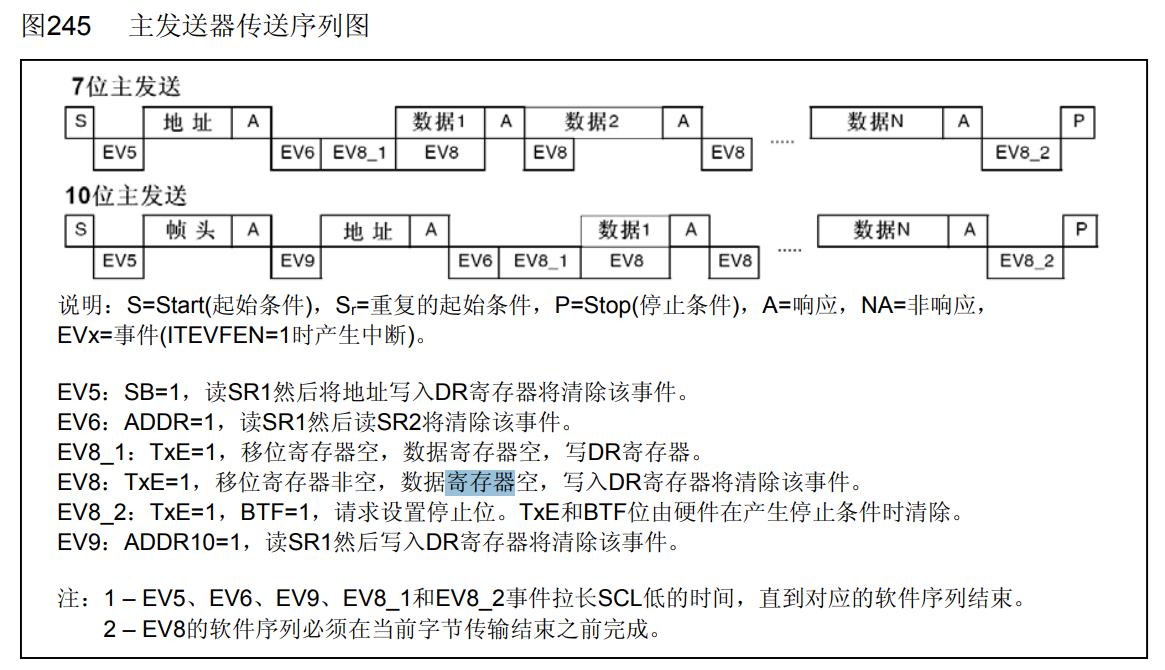 图245 主发送器传送序列图
7位主发送
S 地 址 A 数据1 A 数据2 A 数据N A P
EV5 EV6 EV8_1 EV8 EV8 EV8 ..... EV8_2
10位主发送
S 帧 头 A 地 址 A 数据1 A 数据N A P
EV5 EV9 EV6 EV8_1 EV8 EV8 ..... EV8_2
说明：S=Start(起始条件)，Sr=重复的起始条件，P=Stop(停止条件)，A=响应，NA=非响应，
EVx=事件(ITEVFEN=1时产生中断)。
EV5：SB=1，读SR1然后将地址写入DR寄存器将清除该事件。
EV6：ADDR=1，读SR1然后读SR2将清除该事件。
EV8_1：TxE=1，移位寄存器空，数据寄存器空，写DR寄存器。
EV8：TxE=1，移位寄存器非空，数据寄存器空，写入DR寄存器将清除该事件。
EV8_2：TxE=1，BTF=1，请求设置停止位。TxE和BTF位由硬件在产生停止条件时清除。
EV9：ADDR10=1，读SR1然后写入DR寄存器将清除该事件。
注：1 – EV5、EV6、EV9、EV8_1和EV8_2事件拉长SCL低的时间，直到对应的软件序列结束。
2 – EV8的软件序列必须在当前字节传输结束之前完成。